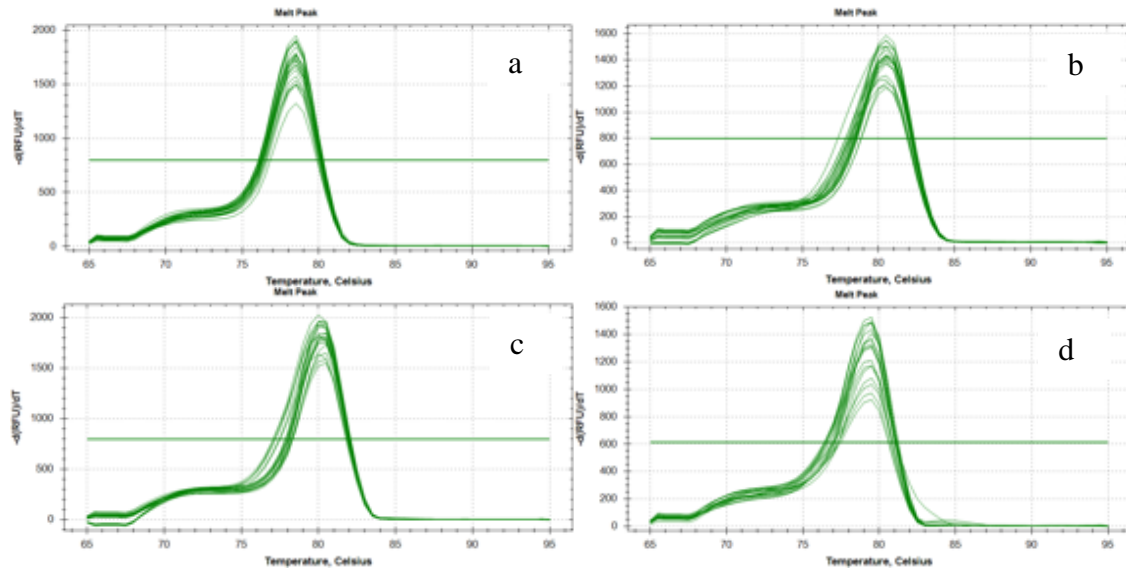 Melt Peak
2000
1500
1000
500
0
-d(RFU)/dT
65 70 75 80 85 90 95
Temperature, Celsius
a
Melt Peak
1600
1400
1200
1000
800
600
400
200
0
-d(RFU)/dT
65 70 75 80 85 90 95
Temperature, Celsius
b
Melt Peak
2000
1500
1000
500
0
-d(RFU)/dT
65 70 75 80 85 90 95
Temperature, Celsius
c
Melt Peak
1600
1400
1200
1000
800
600
400
200
0
-d(RFU)/dT
65 70 75 80 85 90 95
Temperature, Celsius
d